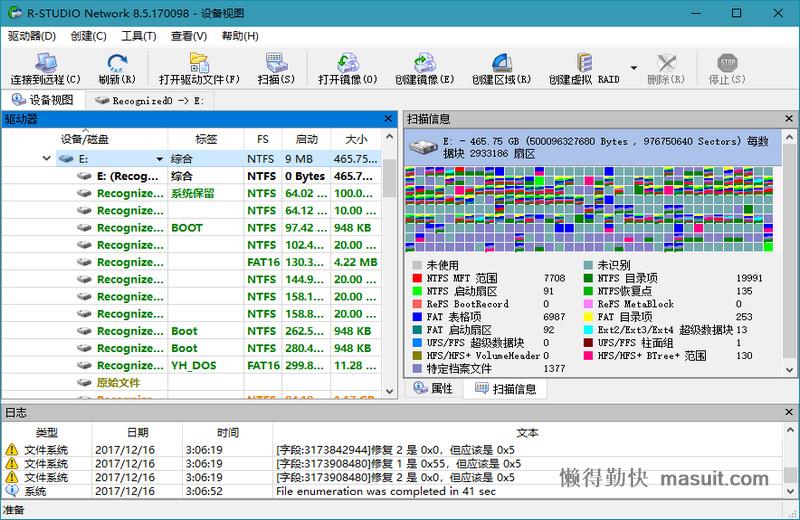 R-STUDIO Network 8.5.170098 - 设备视图
驱动器(D) 创建(C) 工具(T) 查看(V) 帮助(H)
连接到远程(C) 刷新(R) 打开驱动文件(F) 扫描(S) 打开镜像(O) 创建镜像(E) 创建区域(R) 创建虚拟 RAID 删除(R) 停止(S)
设备视图 Recognized0 -> E:
驱动器
设备/磁盘 标签 FS 启动 大小
E: 综合 NTFS 9 MB 465.75...
E: (Recog... 综合 NTFS 0 Bytes 465.7...
Recognize... 系统保留 NTFS 64.02 ... 100.0...
Recognize... NTFS 64.12 ... 10.00 ...
Recognize... BOOT NTFS 97.42 ... 948 KB
Recognize... NTFS 102.4... 20.00 ...
Recognize... FAT16 130.3... 4.22 MB
Recognize... NTFS 144.9... 20.00 ...
Recognize... NTFS 158.1... 20.00 ...
Recognize... NTFS 158.8... 20.00 ...
Recognize... Boot NTFS 262.5... 948 KB
Recognize... Boot NTFS 280.4... 948 KB
Recognize... YH_DOS FAT16 299.8... 11.28 ...
原始文件
扫描信息
E: - 465.75 GB (500096327680 Bytes , 976750640 Sectors) 每数
据块 2933186 扇区
未使用 未识别
NTFS MFT 范围 7708 NTFS 目录项 19991
NTFS 启动扇区 91 NTFS恢复点 135
ReFS BootRecord 0 ReFS MetaBlock 0
FAT 表格项 6987 FAT 目录项 253
FAT 启动扇区 92 Ext2/Ext3/Ext4 超级数据块 13
UFS/FFS 超级数据块 0 UFS/FFS 柱面组 1
HFS/HFS+ VolumeHeader 0 HFS/HFS+ BTree+ 范围 130
特定档案文件 1377
属性 扫描信息
日志
类型 日期 时间 文本
文件系统 2017/12/16 3:06:19 [字段:3173842944]修复 2 是 0x0，但应该是 0x5
文件系统 2017/12/16 3:06:19 [字段:3173908480]修复 1 是 0x55，但应该是 0x5
文件系统 2017/12/16 3:06:19 [字段:3173908480]修复 2 是 0x0，但应该是 0x5
系统 2017/12/16 3:06:52 File enumeration was completed in 41 sec
懒得勤快 masuit.com
准备